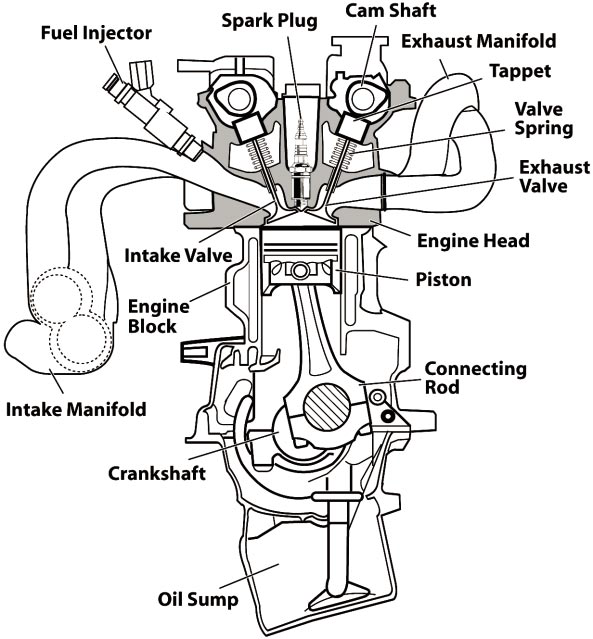 Cam Shaft
Spark Plug
Fuel Injector
Exhaust Manifold
Tappet
Valve
Spring
Exhaust
Valve
Engine Head
Intake Valve
Piston
Engine
Block
Connecting
Rod
Intake Manifold
Crankshaft
Oil Sump